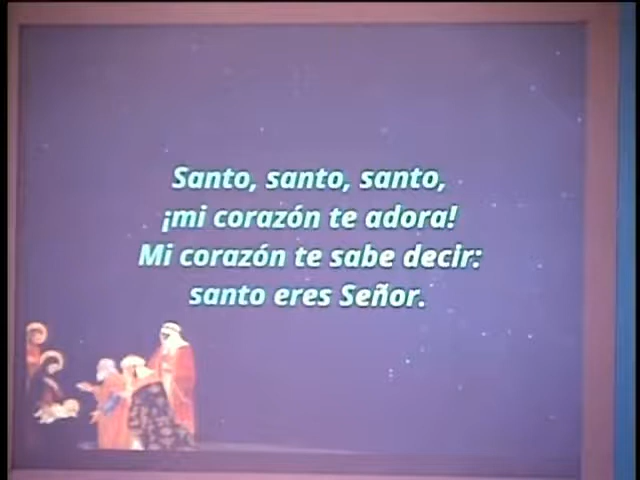 Santo, santo, santo,
¡mi corazón te adora!
Mi corazón te sabe decir:
santo eres Señor.